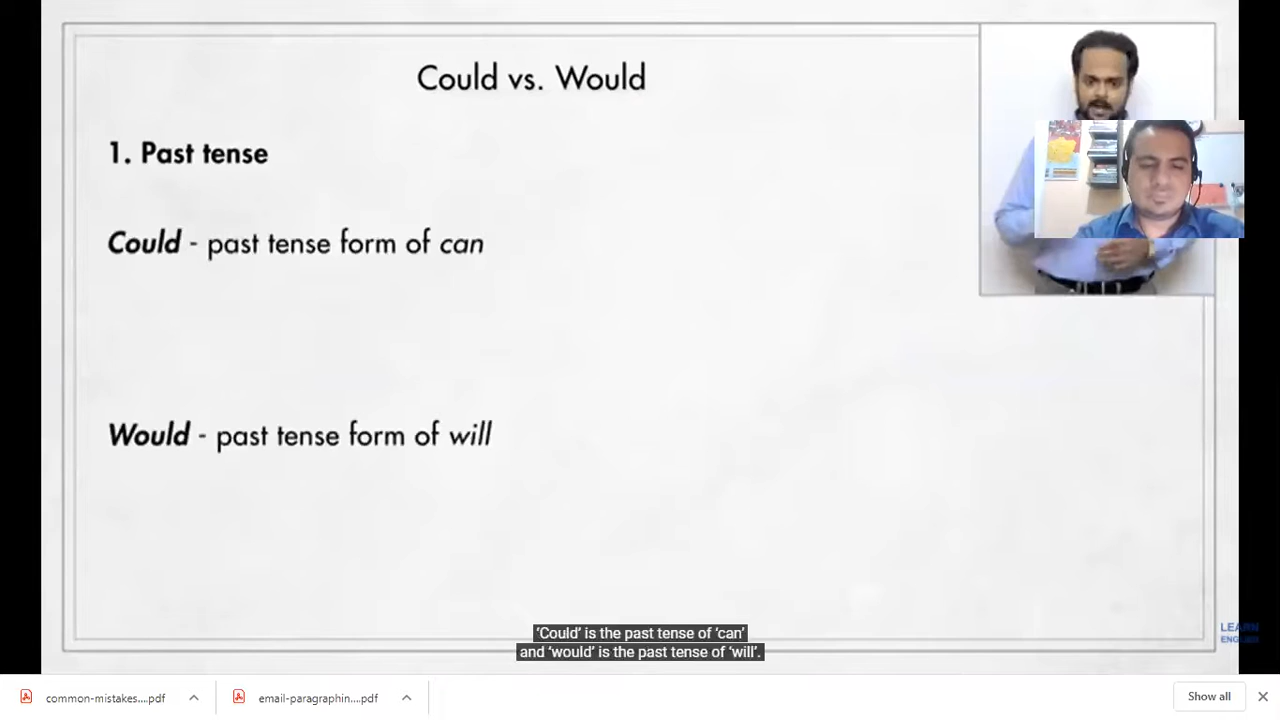 Could vs. Would
1. Past tense
Could - past tense form of can
Would - past tense form of will
'Could' is the past tense of 'can'
and 'would' is the past tense of 'will'.
LEARN
common-mistakes....pdf
email-paragraphin....pdf
Show all